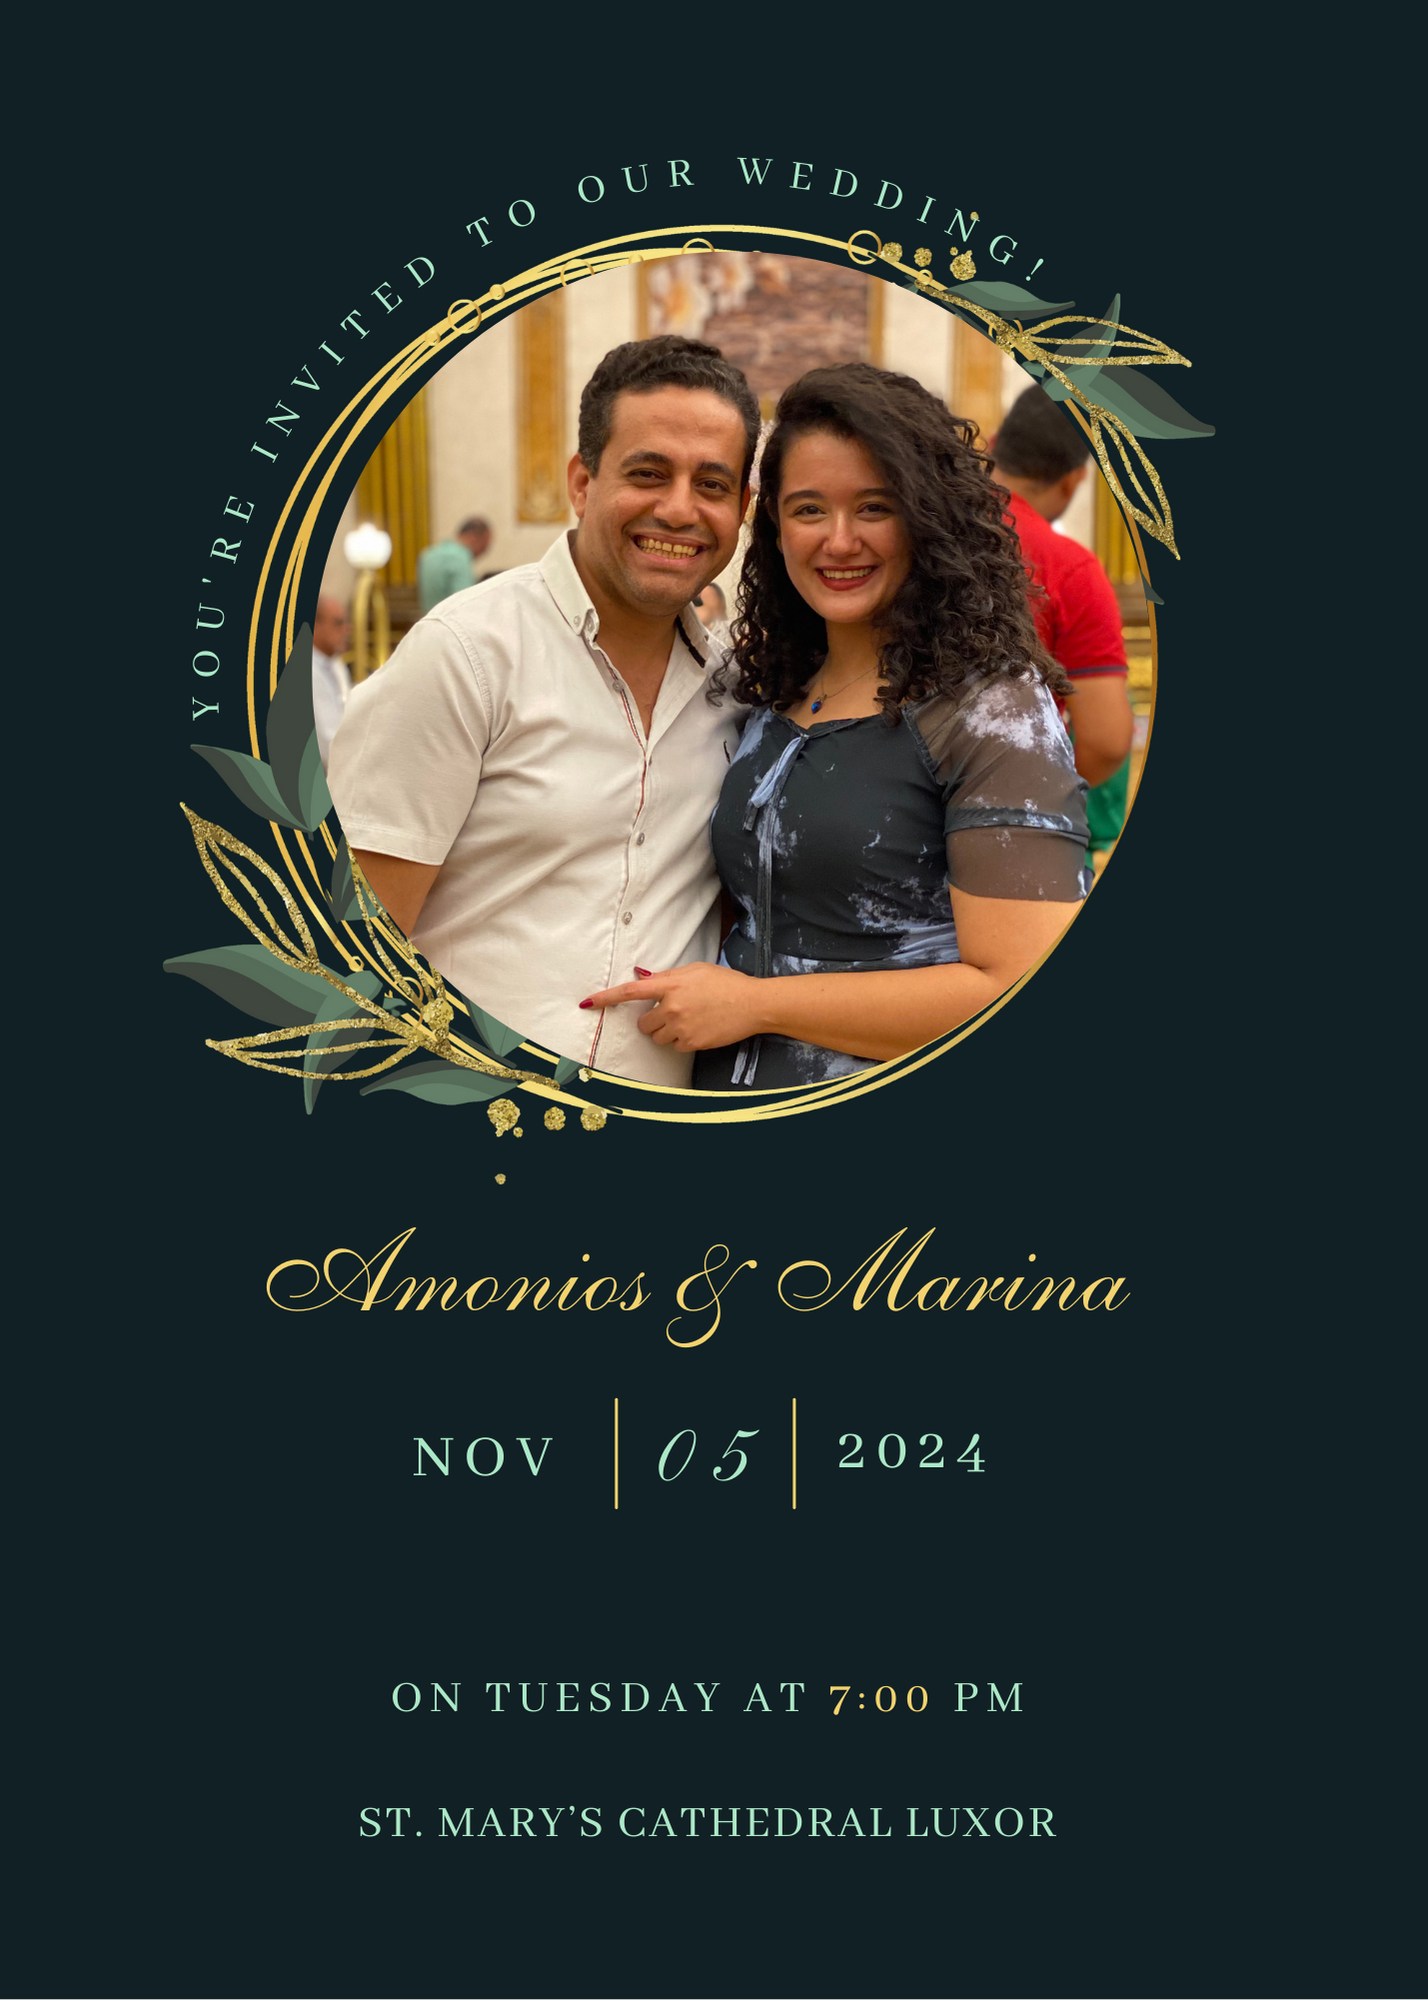 YOU'RE INVITED TO OUR WEDDING!
Amonios & Marina
NOV 05 2024
ON TUESDAY AT 7:00 PM
ST. MARY’S CATHEDRAL LUXOR